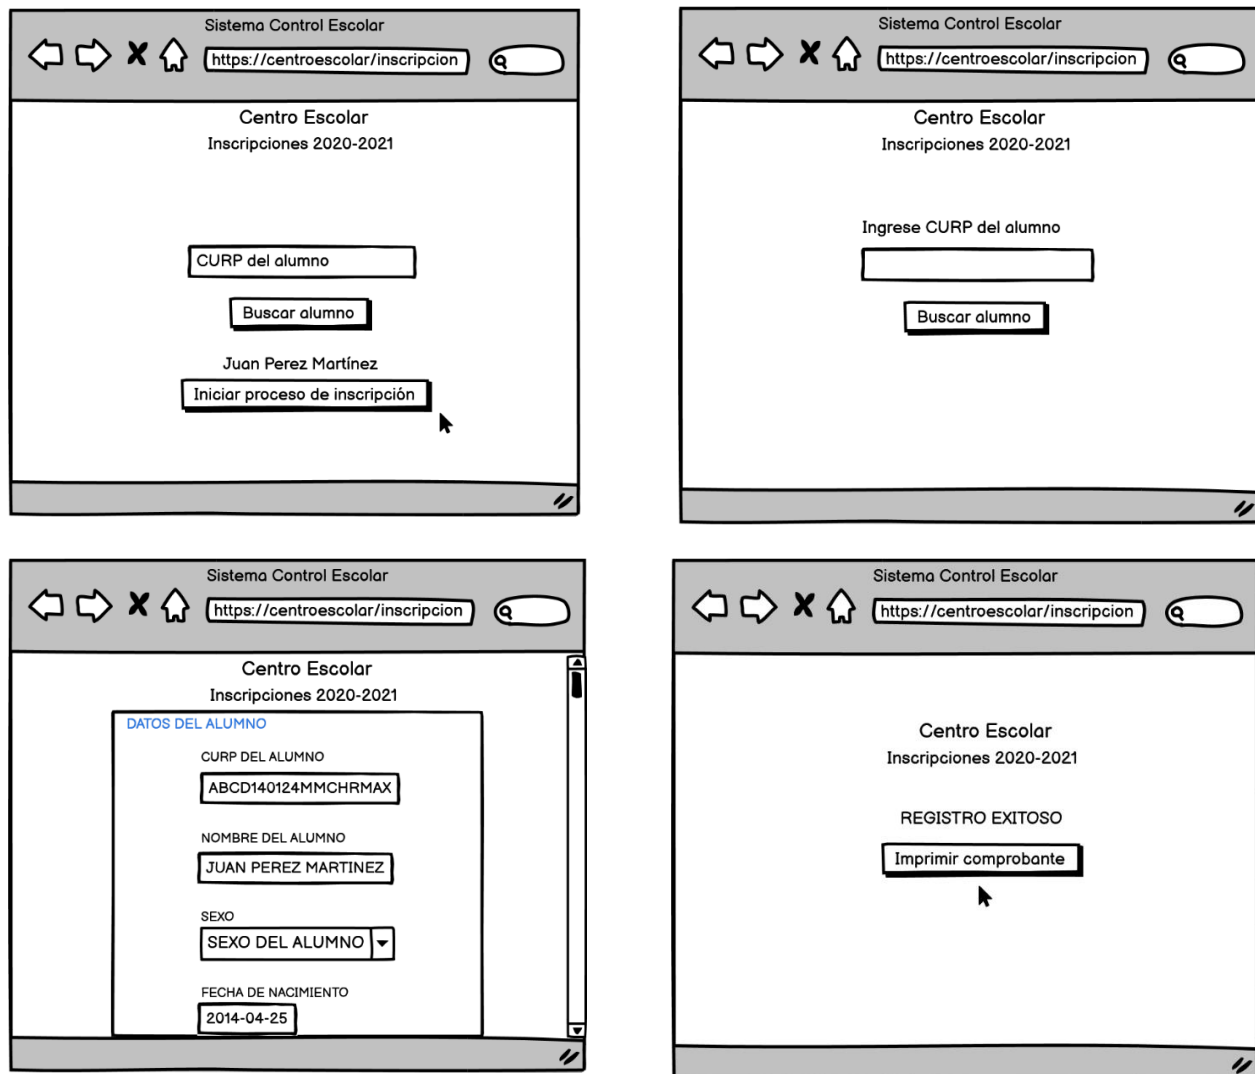 Sistema Control Escolar
https://centroescolar/inscripcion
Centro Escolar
Inscripciones 2020-2021
CURP del alumno
Buscar alumno
Juan Perez Martínez
Iniciar proceso de inscripción
Sistema Control Escolar
https://centroescolar/inscripcion
Centro Escolar
Inscripciones 2020-2021
Ingrese CURP del alumno
Buscar alumno
Sistema Control Escolar
https://centroescolar/inscripcion
Centro Escolar
Inscripciones 2020-2021
DATOS DEL ALUMNO
CURP DEL ALUMNO
ABCD140124MMCHRMAX
NOMBRE DEL ALUMNO
JUAN PEREZ MARTINEZ
SEXO
SEXO DEL ALUMNO
FECHA DE NACIMIENTO
2014-04-25
Sistema Control Escolar
https://centroescolar/inscripcion
Centro Escolar
Inscripciones 2020-2021
REGISTRO EXITOSO
Imprimir comprobante